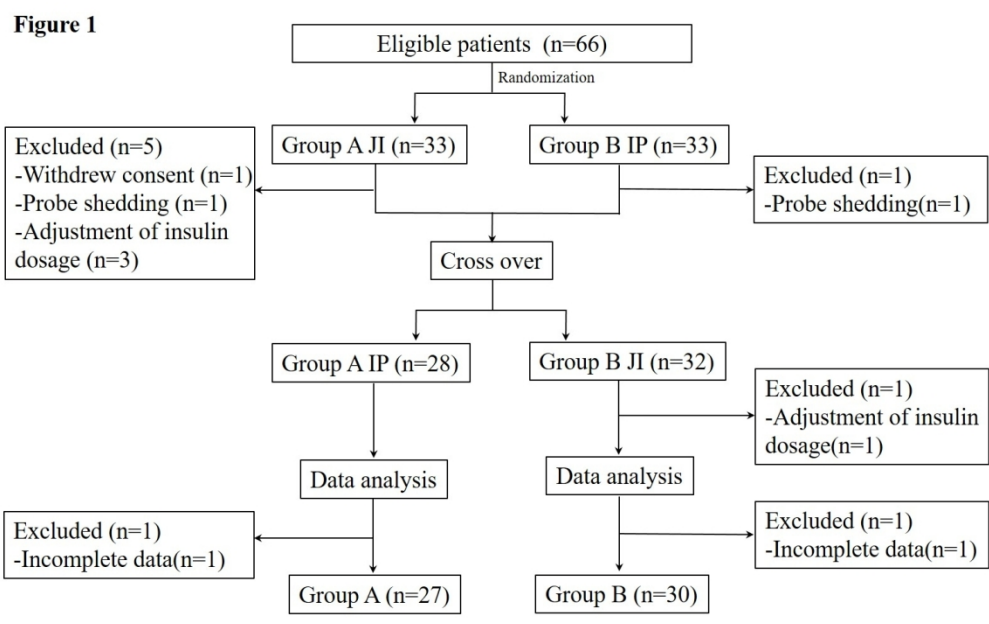 Figure 1
Eligible patients (n=66)
Randomization
Group A JI (n=33)
Group B IP (n=33)
Excluded (n=5)
-Withdrew consent (n=1)
-Probe shedding (n=1)
-Adjustment of insulin
dosage (n=3)
Excluded (n=1)
-Probe shedding(n=1)
Cross over
Group A IP (n=28)
Group B JI (n=32)
Excluded (n=1)
-Adjustment of insulin
dosage(n=1)
Data analysis
Data analysis
Excluded (n=1)
-Incomplete data(n=1)
Excluded (n=1)
-Incomplete data(n=1)
Group A (n=27)
Group B (n=30)